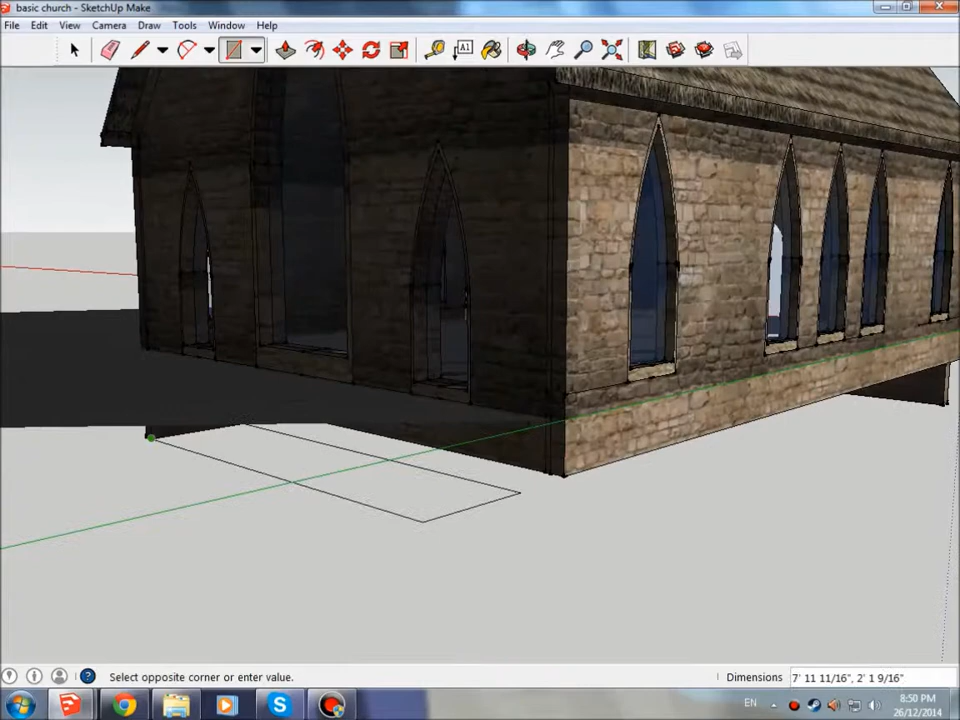 basic church - SketchUp Make
File Edit View Camera Draw Tools Window Help
A1
Select opposite corner or enter value.
Dimensions 7' 11 11/16", 2' 1 9/16"
EN
8:50 PM
26/12/2014